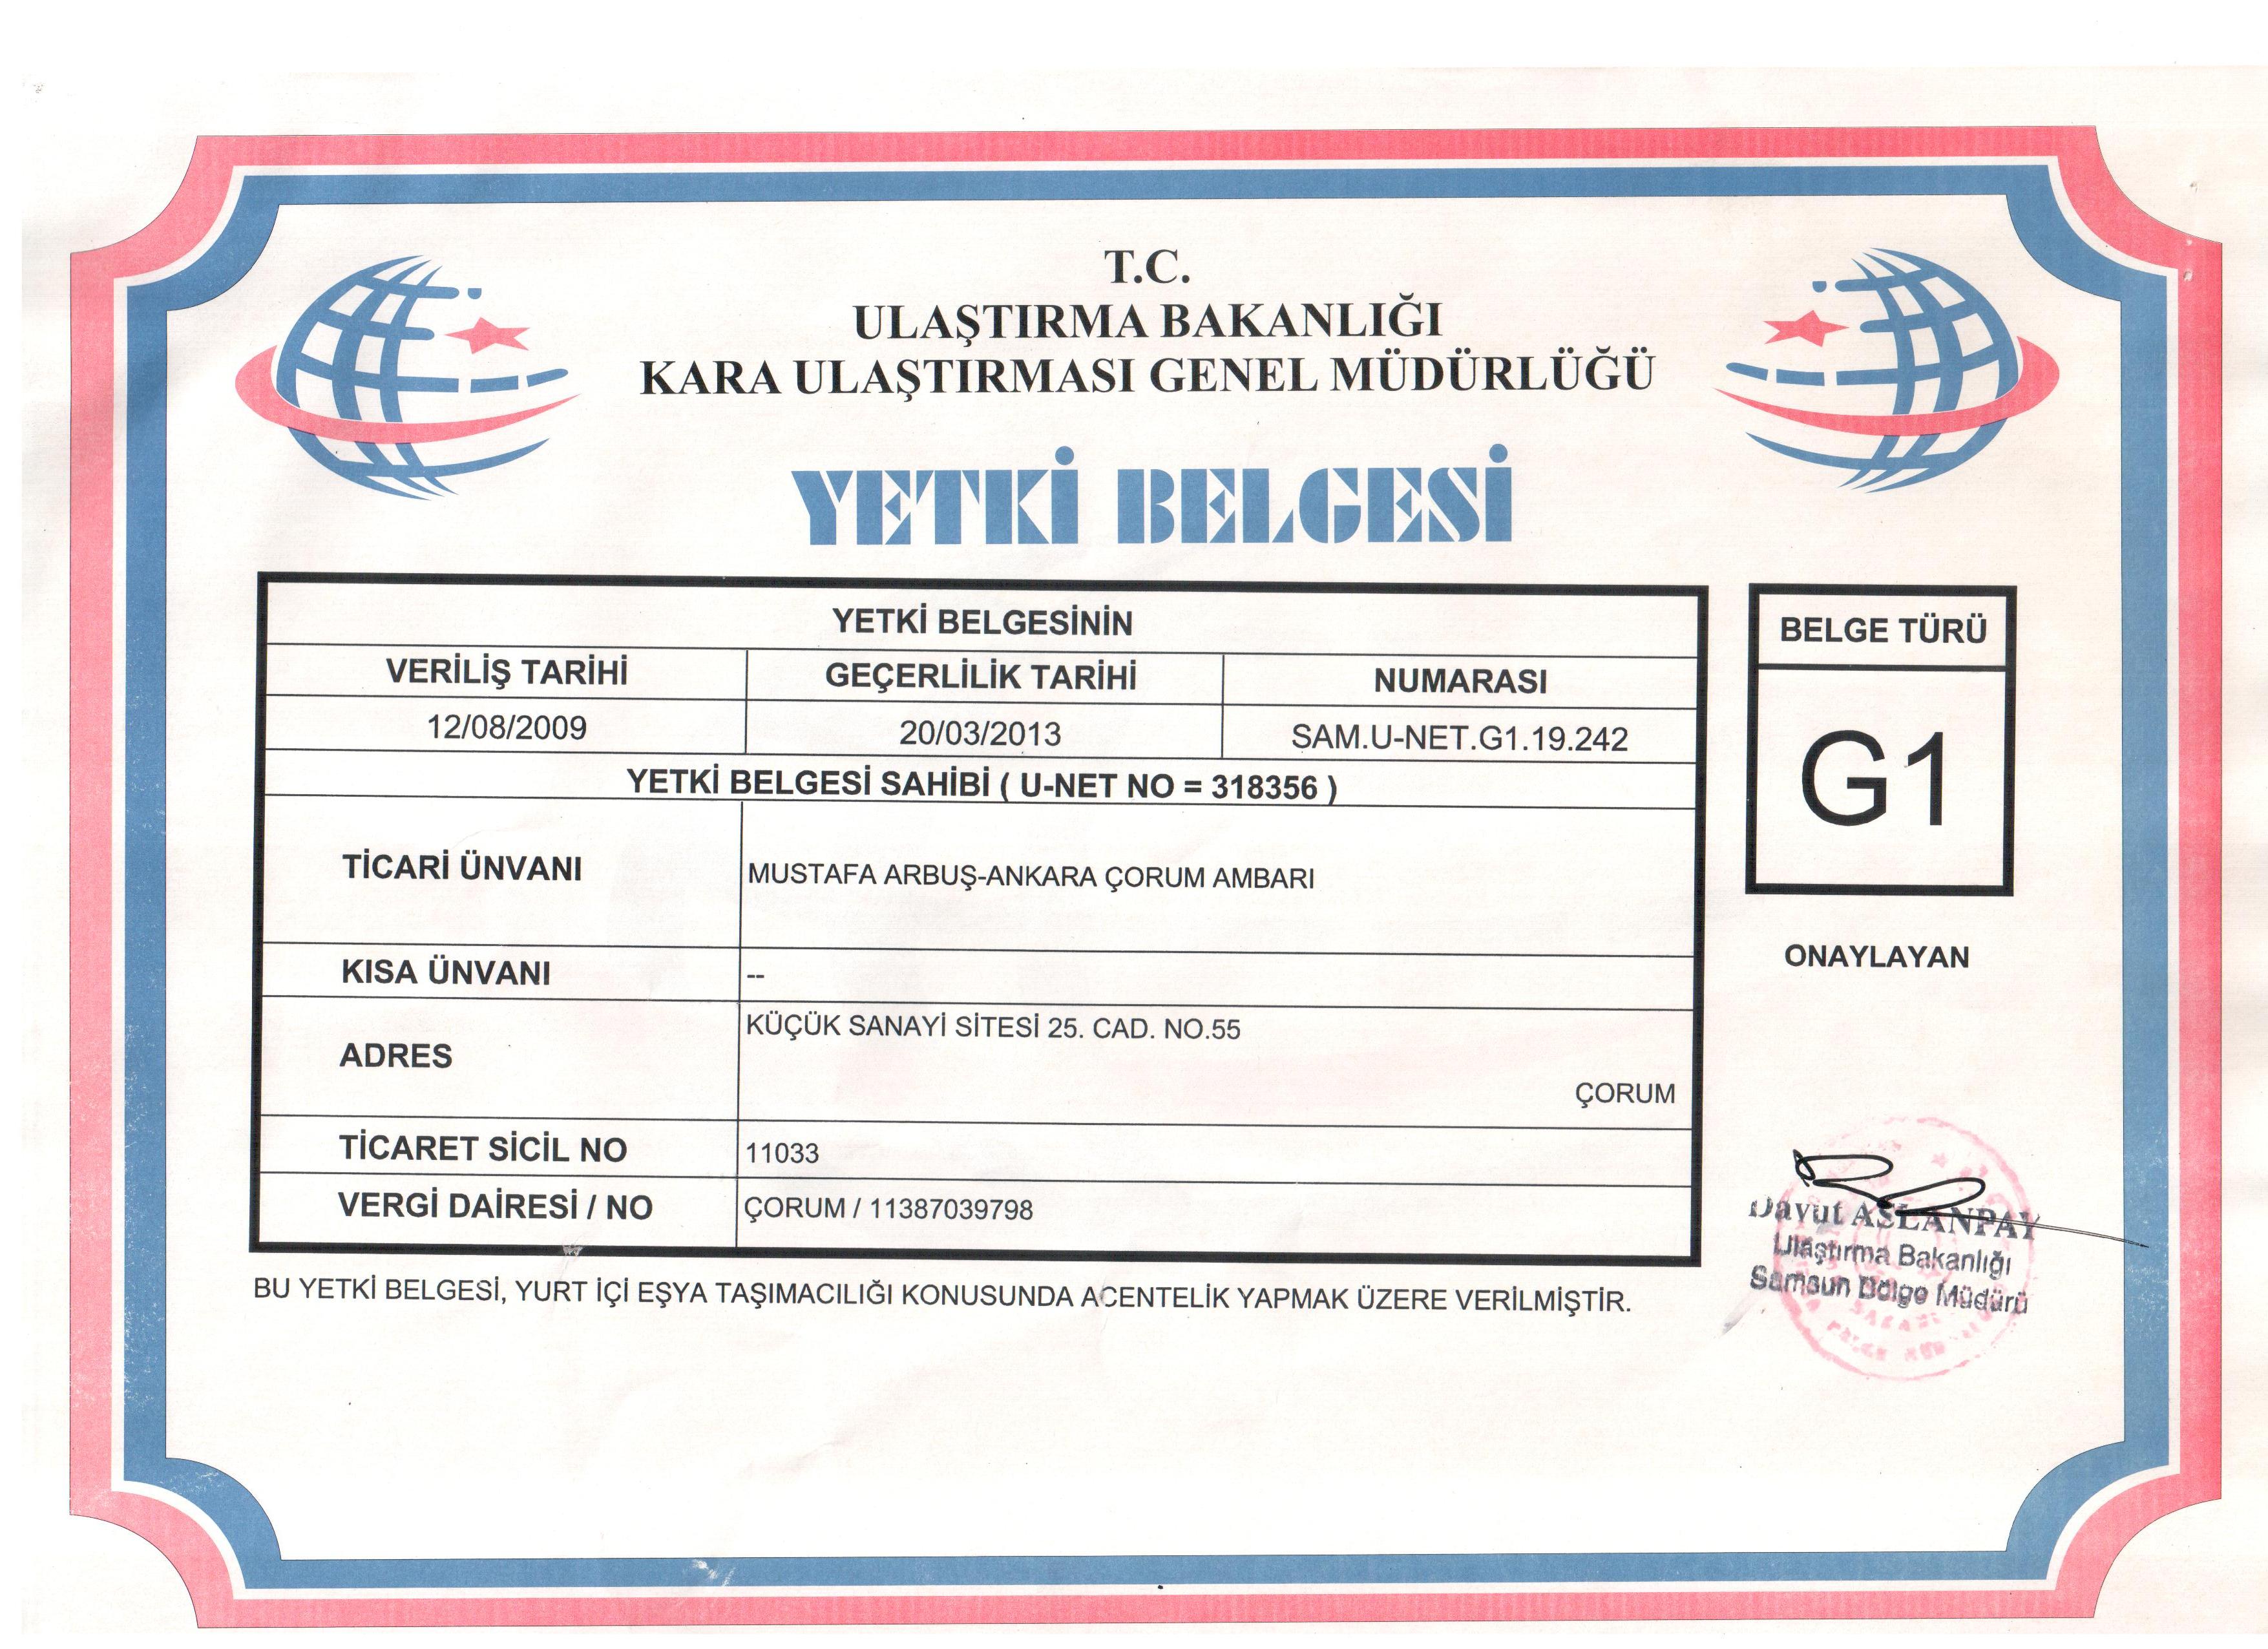 T.C.
ULAŞTIRMA BAKANLIĞI
KARA ULAŞTIRMASI GENEL MÜDÜRLÜĞÜ
YETKİ BELGESİ
YETKİ BELGESİNİN
VERİLİŞ TARİHİ GEÇERLİLİK TARİHİ NUMARASI
12/08/2009 20/03/2013 SAM.U-NET.G1.19.242
YETKİ BELGESİ SAHİBİ ( U-NET NO = 318356 )
TİCARİ ÜNVANI MUSTAFA ARBUŞ-ANKARA ÇORUM AMBARI
KISA ÜNVANI --
ADRES KÜÇÜK SANAYİ SİTESİ 25. CAD. NO.55
ÇORUM
TİCARET SİCİL NO 11033
VERGİ DAİRESİ / NO ÇORUM / 11387039798
BU YETKİ BELGESİ, YURT İÇİ EŞYA TAŞIMACILIĞI KONUSUNDA ACENTELİK YAPMAK ÜZERE VERİLMİŞTİR.
BELGE TÜRÜ
G1
ONAYLAYAN
Davut ASLANPAY
Ulaştırma Bakanlığı
Samsun Bölge Müdürü